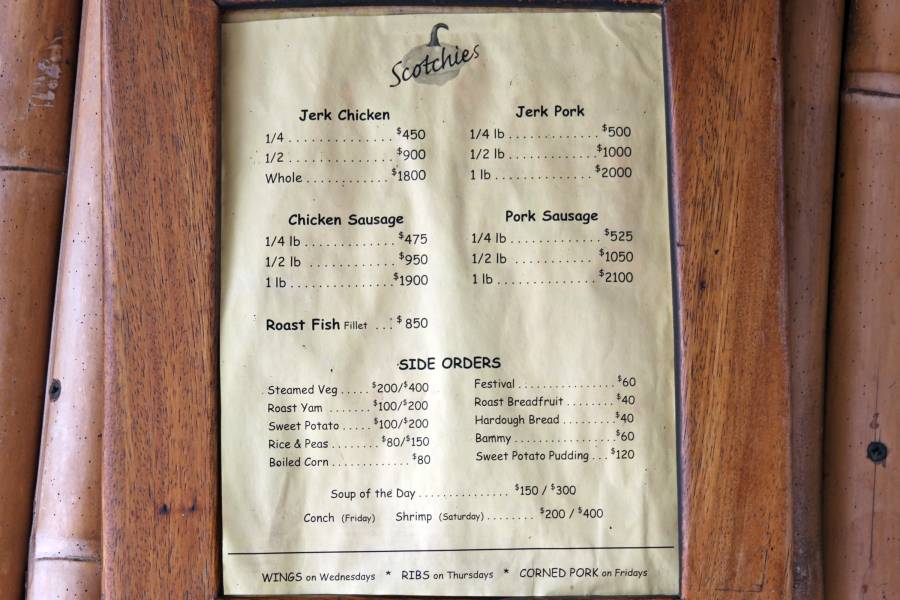 Scotchies
Jerk Chicken
1/4 . . . . . . . . . . . . . $450
1/2 . . . . . . . . . . . . . $900
Whole . . . . . . . . . . . $1800
Jerk Pork
1/4 lb . . . . . . . . . . . . $500
1/2 lb . . . . . . . . . . . . $1000
1 lb . . . . . . . . . . . . . $2000
Chicken Sausage
1/4 lb . . . . . . . . . . . . $475
1/2 lb . . . . . . . . . . . . $950
1 lb . . . . . . . . . . . . . $1900
Pork Sausage
1/4 lb . . . . . . . . . . . . $525
1/2 lb . . . . . . . . . . . . $1050
1 lb . . . . . . . . . . . . . $2100
Roast Fish Fillet . . . $ 850
SIDE ORDERS
Steamed Veg . . . . . $200/$400
Roast Yam . . . . . . . $100/$200
Sweet Potato . . . . . $100/$200
Rice & Peas . . . . . . . . $80/$150
Boiled Corn . . . . . . . . . . . . $80
Festival . . . . . . . . . . . . . . . $60
Roast Breadfruit . . . . . . . . $40
Hardough Bread . . . . . . . . . $40
Bammy . . . . . . . . . . . . . . . . $60
Sweet Potato Pudding . . . $120
Soup of the Day . . . . . . . . . . . . . . . $150 / $300
Conch (Friday) Shrimp (Saturday) . . . . . . . . $200 / $400
WINGS on Wednesdays * RIBS on Thursdays * CORNED PORK on Fridays